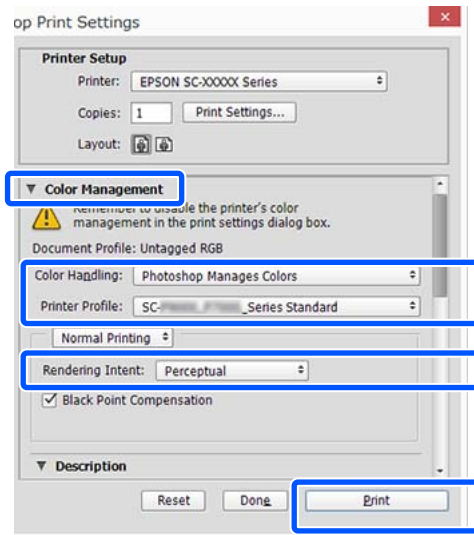 op Print Settings
Printer Setup
Printer: EPSON SC-XXXXX Series
Copies: 1 Print Settings...
Layout:
Color Management
Remember to disable the printer's color
management in the print settings dialog box.
Document Profile: Untagged RGB
Color Handling: Photoshop Manages Colors
Printer Profile: SC- _Series Standard
Normal Printing
Rendering Intent: Perceptual
Black Point Compensation
Description
Reset Done Print